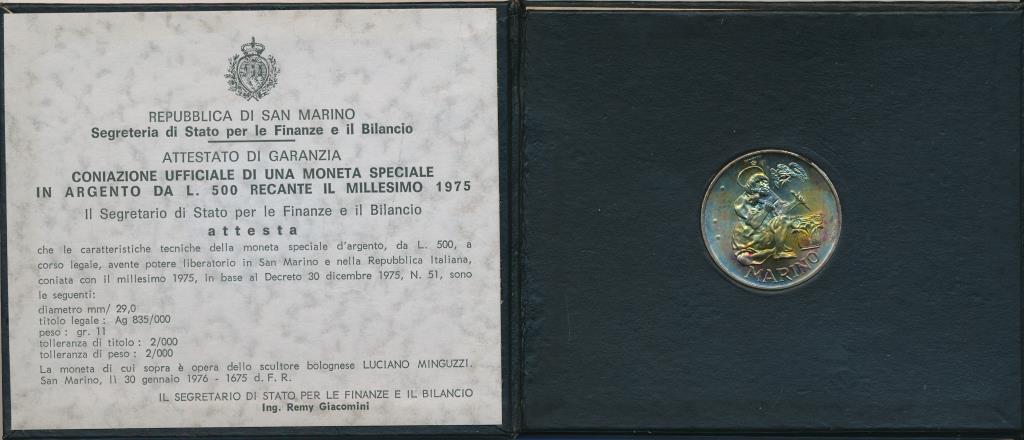 REPUBBLICA DI SAN MARINO
Segreteria di Stato per le Finanze e il Bilancio
ATTESTATO DI GARANZIA
CONIAZIONE UFFICIALE DI UNA MONETA SPECIALE
IN ARGENTO DA L. 500 RECANTE IL MILLESIMO 1975
Il Segretario di Stato per le Finanze e il Bilancio
attesta
che le caratteristiche tecniche della moneta speciale d'argento, da L. 500, a
corso legale, avente potere liberatorio in San Marino e nella Repubblica Italiana,
coniata con il millesimo 1975, in base al Decreto 30 dicembre 1975, N. 51, sono
le seguenti:
diametro mm/ 29,0
titolo legale : Ag 835/000
peso : gr. 11
tolleranza di titolo : 2/000
tolleranza di peso : 2/000
La moneta di cui sopra è opera dello scultore bolognese LUCIANO MINGUZZI.
San Marino, lì 30 gennaio 1976 - 1675 d. F. R.
IL SEGRETARIO DI STATO PER LE FINANZE E IL BILANCIO
Ing. Remy Giacomini
MARINO